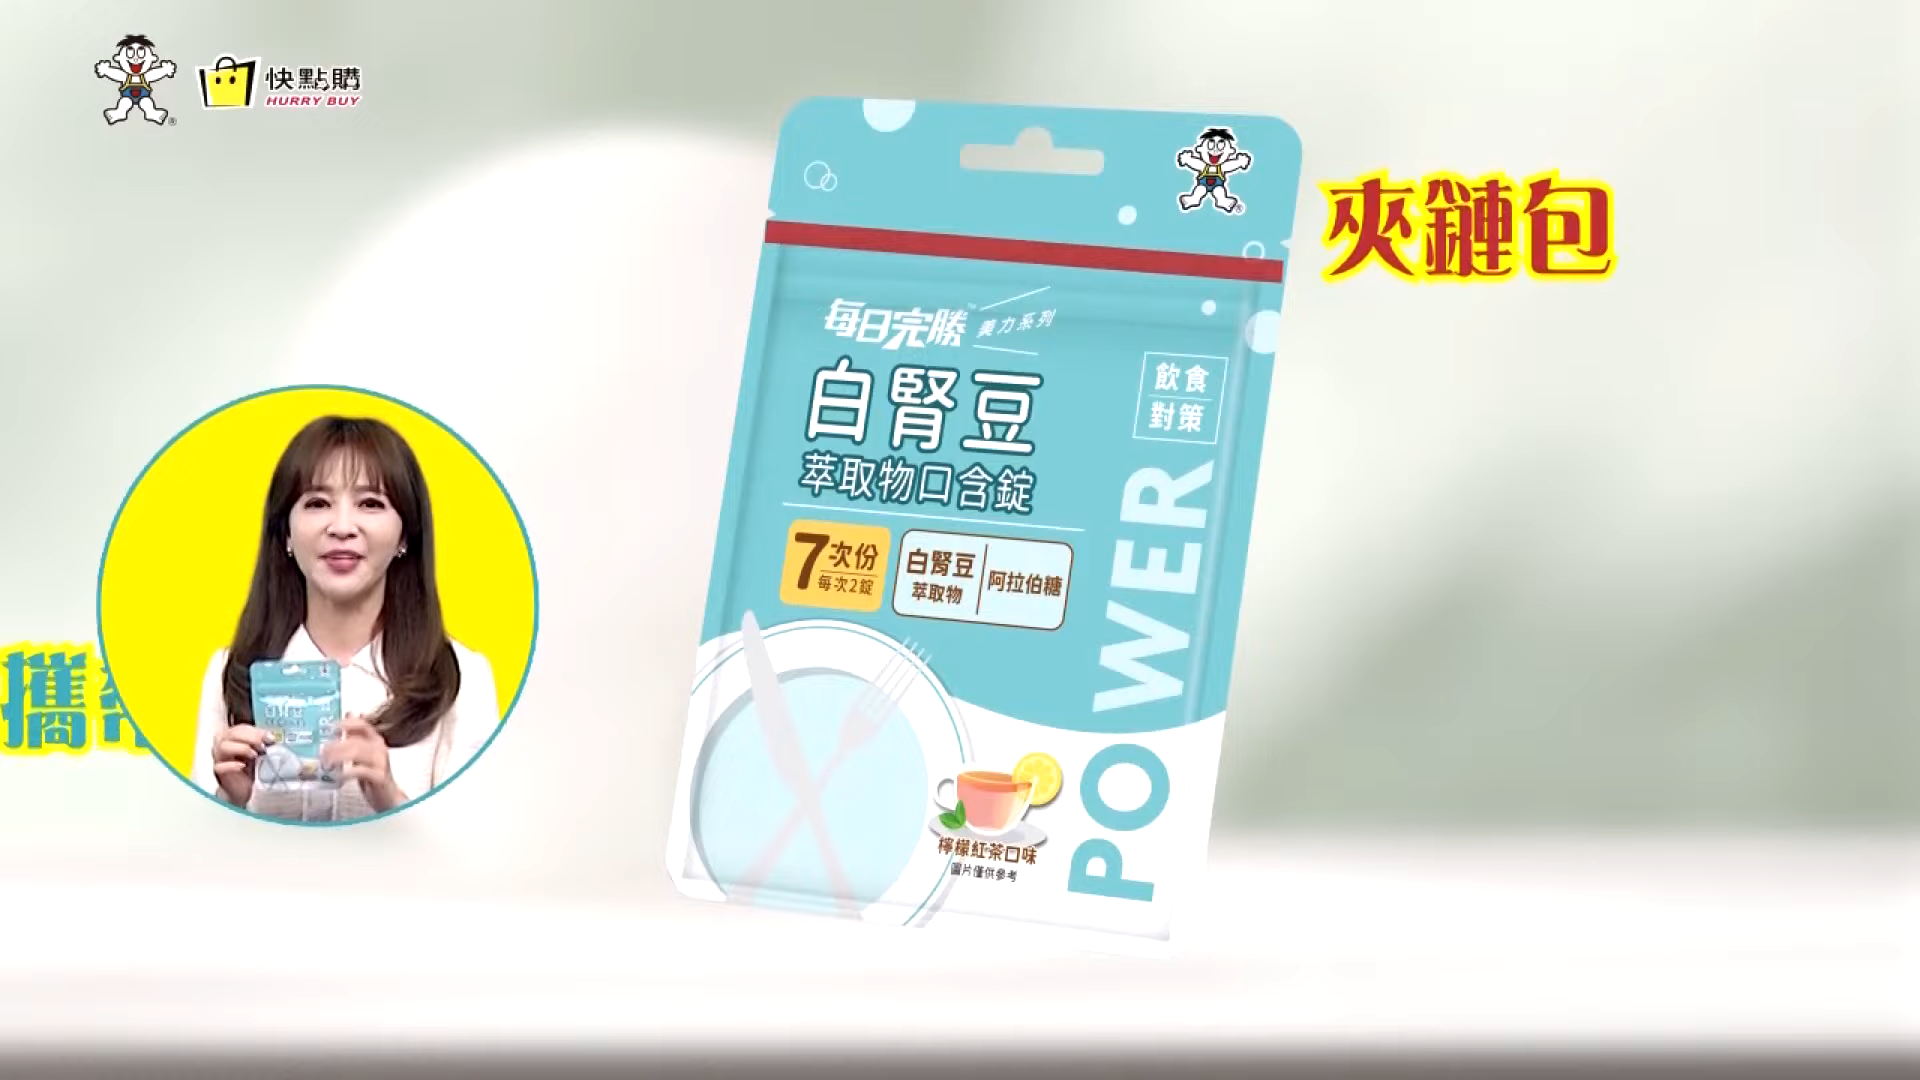 快點購
HURRY BUY
夾鏈包
每日完勝 美力系列
白腎豆
萃取物口含錠
飲食
對策
7次份
每次2錠
白腎豆
萃取物
阿拉伯糖
POWER
檸檬紅茶口味
圖片僅供參考
攜